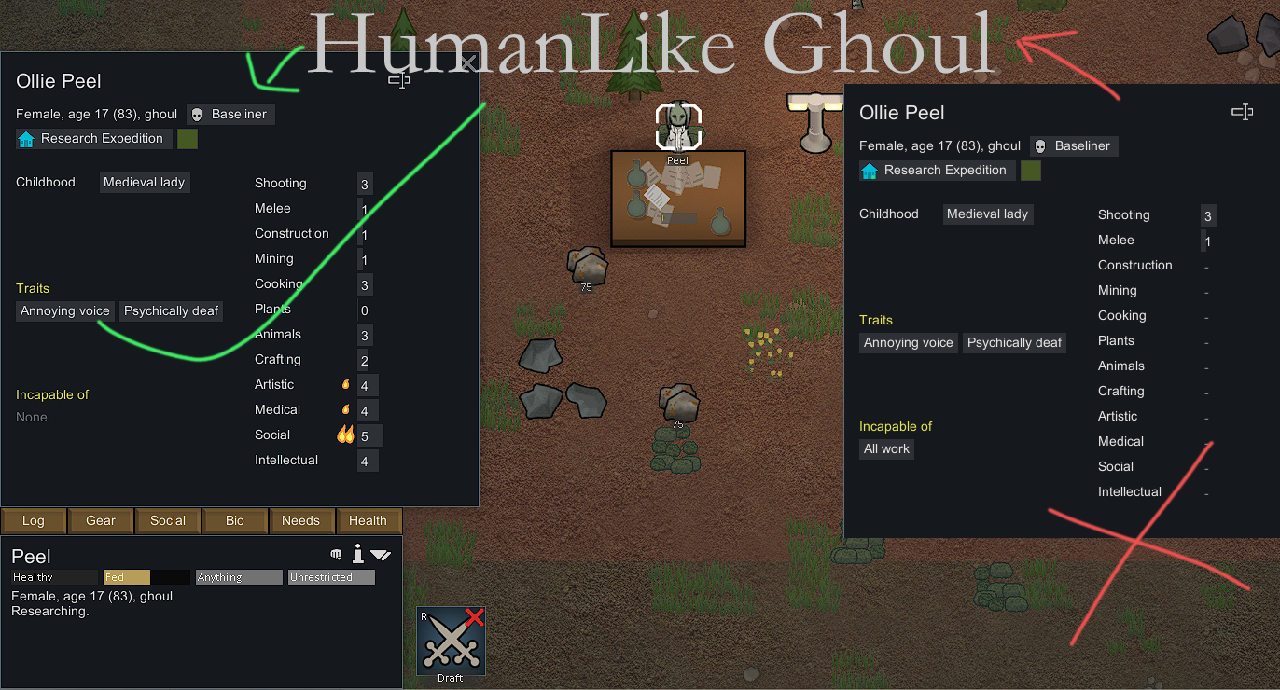 HumanLike Ghoul
Ollie Peel
Female, age 17 (83), ghoul Baseliner
Research Expedition
Childhood Medieval lady
Traits
Annoying voice Psychically deaf
Incapable of
None
Shooting 3
Melee 1
Construction 1
Mining 1
Cooking 3
Plants 0
Animals 3
Crafting 2
Artistic 4
Medical 4
Social 5
Intellectual 4
Log Gear Social Bio Needs Health
Peel
Healthy Fed Anything Unrestricted
Female, age 17 (83), ghoul
Researching.
R
Draft
Peel
75
75
Ollie Peel
Female, age 17 (83), ghoul Baseliner
Research Expedition
Childhood Medieval lady
Traits
Annoying voice Psychically deaf
Incapable of
All work
Shooting 3
Melee 1
Construction -
Mining -
Cooking -
Plants -
Animals -
Crafting -
Artistic -
Medical -
Social -
Intellectual -